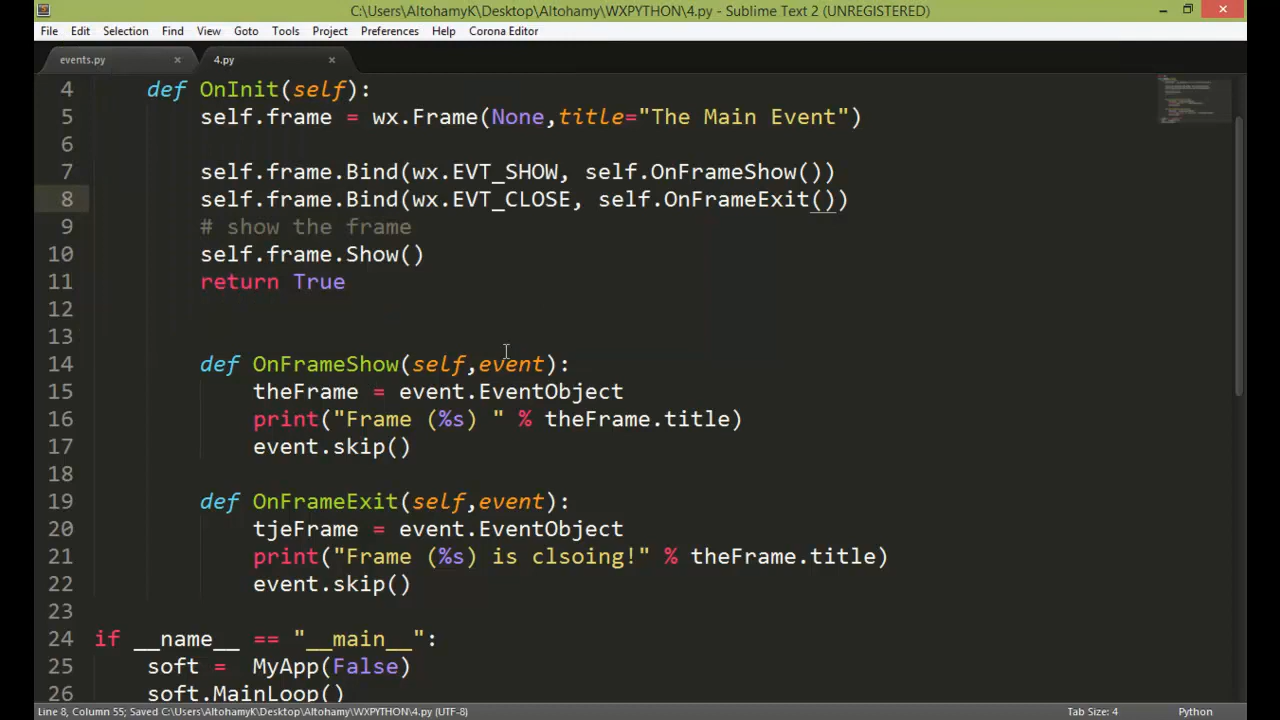 C:\Users\AltohamyK\Desktop\Altohamy\WXPYTHON\4.py - Sublime Text 2 (UNREGISTERED)
File Edit Selection Find View Goto Tools Project Preferences Help Corona Editor
events.py × 4.py ×
4 def OnInit(self):
5 self.frame = wx.Frame(None,title="The Main Event")
6
7 self.frame.Bind(wx.EVT_SHOW, self.OnFrameShow())
8 self.frame.Bind(wx.EVT_CLOSE, self.OnFrameExit())
9 # show the frame
10 self.frame.Show()
11 return True
12
13
14 def OnFrameShow(self,event):
15 theFrame = event.EventObject
16 print("Frame (%s) " % theFrame.title)
17 event.skip()
18
19 def OnFrameExit(self,event):
20 tjeFrame = event.EventObject
21 print("Frame (%s) is clsoing!" % theFrame.title)
22 event.skip()
23
24 if __name__ == "__main__":
25 soft =  MyApp(False)
26 soft.MainLoop()
Line 8, Column 55; Saved C:\Users\AltohamyK\Desktop\Altohamy\WXPYTHON\4.py (UTF-8) Tab Size: 4 Python